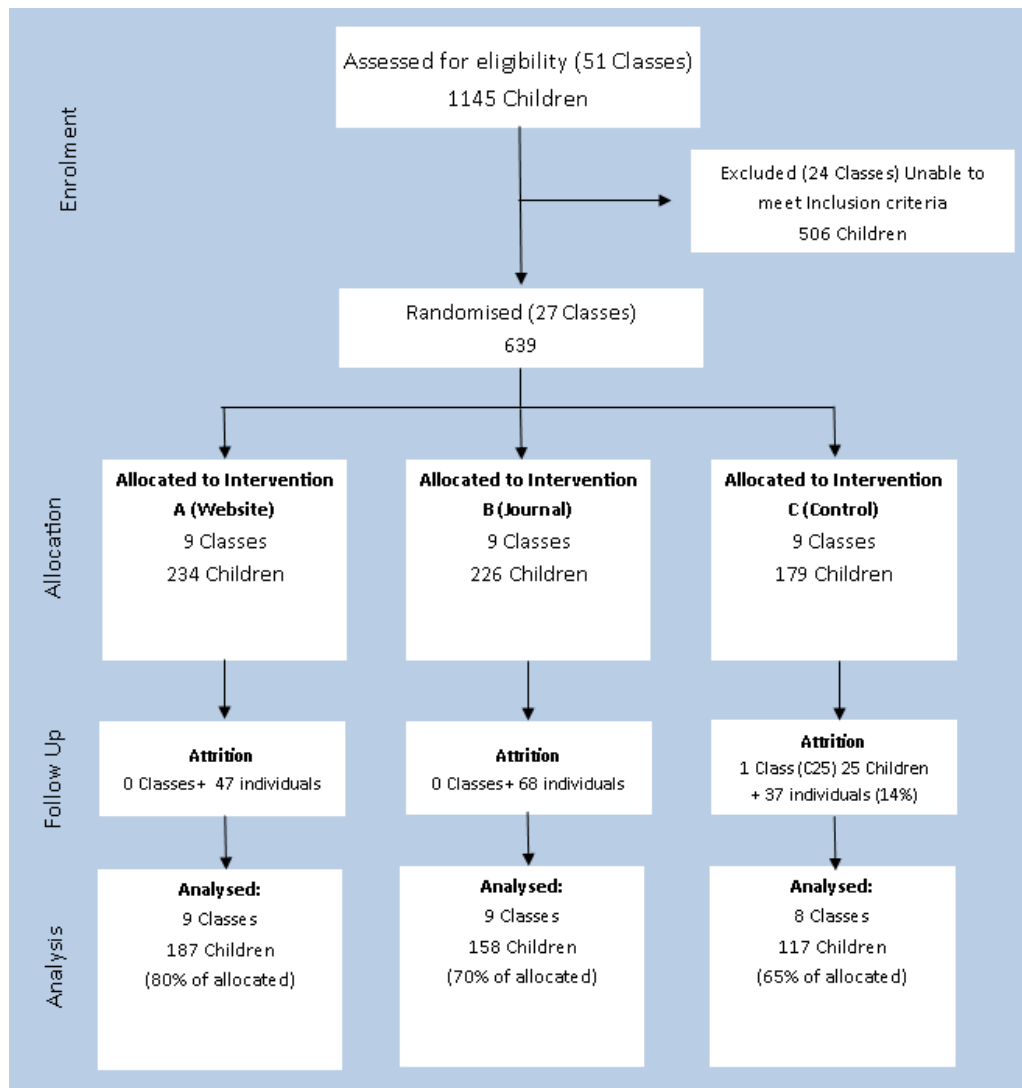 Enrolment
Assessed for eligibility (51 Classes)
1145 Children
Excluded (24 Classes) Unable to
meet Inclusion criteria
506 Children
Randomised (27 Classes)
639
Allocation
Allocated to Intervention
A (Website)
9 Classes
234 Children
Allocated to Intervention
B (Journal)
9 Classes
226 Children
Allocated to Intervention
C (Control)
9 Classes
179 Children
Follow Up
Attrition
0 Classes+ 47 individuals
Attrition
0 Classes+ 68 individuals
Attrition
1 Class (C25) 25 Children
+ 37 individuals (14%)
Analysis
Analysed:
9 Classes
187 Children
(80% of allocated)
Analysed:
9 Classes
158 Children
(70% of allocated)
Analysed:
8 Classes
117 Children
(65% of allocated)